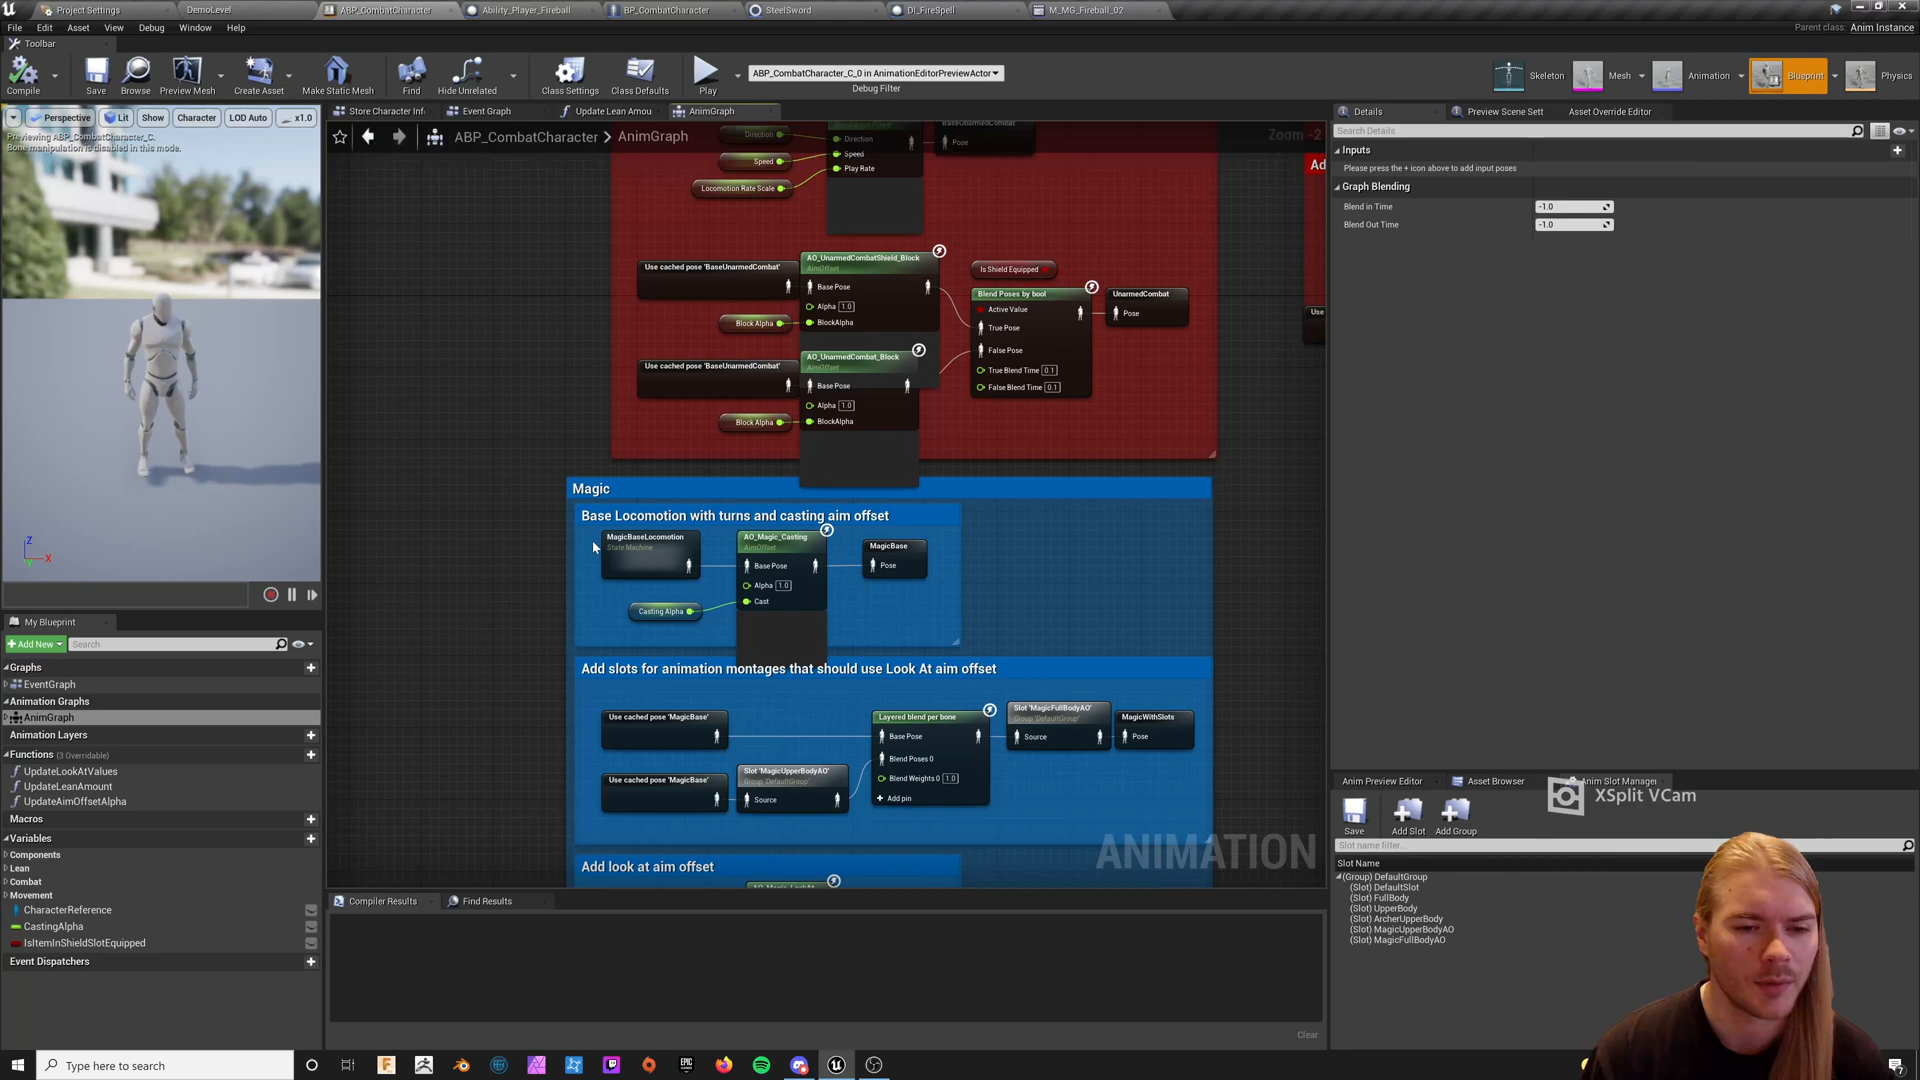 Project Settings
DemoLevel
ABP_CombatCharacter
Ability_Player_Fireball
BP_CombatCharacter
SteelSword
DI_FireSpell
M_MG_Fireball_02
File Edit Asset View Debug Window Help
Parent class: Anim Instance
Toolbar
Compile
Save
Browse
Preview Mesh
Create Asset
Make Static Mesh
Find
Hide Unrelated
Class Settings
Class Defaults
Play
ABP_CombatCharacter_C_0 in AnimationEditorPreviewActor
Debug Filter
Skeleton
Mesh
Animation
Blueprint
Physics
Perspective
Lit
Show
Character
LOD Auto
x1.0
Previewing ABP_CombatCharacter_C.
Bone manipulation is disabled in this mode.
Z
X
Y
Store Character Inf
Event Graph
Update Lean Amou
AnimGraph
ABP_CombatCharacter > AnimGraph
Zoom -2
Direction
Speed
Locomotion Rate Scale
Direction
Speed
Play Rate
BaseUnarmedCombat
Pose
Ad
Use
Use cached pose 'BaseUnarmedCombat'
Block Alpha
AO_UnarmedCombatShield_Block
AimOffset
Base Pose
Alpha 1.0
BlockAlpha
Use cached pose 'BaseUnarmedCombat'
Block Alpha
AO_UnarmedCombat_Block
AimOffset
Base Pose
Alpha 1.0
BlockAlpha
Is Shield Equipped
Blend Poses by bool
Active Value
True Pose
False Pose
True Blend Time 0.1
False Blend Time 0.1
UnarmedCombat
Pose
Magic
Base Locomotion with turns and casting aim offset
MagicBaseLocomotion
State Machine
Casting Alpha
AO_Magic_Casting
AimOffset
Base Pose
Alpha 1.0
Cast
MagicBase
Pose
Add slots for animation montages that should use Look At aim offset
Use cached pose 'MagicBase'
Use cached pose 'MagicBase'
Slot 'MagicUpperBodyAO'
Group 'DefaultGroup'
Source
Layered blend per bone
Base Pose
Blend Poses 0
Blend Weights 0 1.0
Add pin
Slot 'MagicFullBodyAO'
Group 'DefaultGroup'
Source
MagicWithSlots
Pose
Add look at aim offset
ANIMATION
My Blueprint
Add New
Search
Graphs
EventGraph
Animation Graphs
AnimGraph
Animation Layers
Functions (3 Overridable)
UpdateLookAtValues
UpdateLeanAmount
UpdateAimOffsetAlpha
Macros
Variables
Components
Lean
Combat
Movement
CharacterReference
CastingAlpha
IsItemInShieldSlotEquipped
Event Dispatchers
Compiler Results
Find Results
Clear
Details
Preview Scene Sett
Asset Override Editor
Search Details
Inputs
Please press the + icon above to add input poses
Graph Blending
Blend in Time -1.0
Blend Out Time -1.0
Anim Preview Editor
Asset Browser
Anim Slot Manager
XSplit VCam
Save
Add Slot
Add Group
Slot name filter...
Slot Name
(Group) DefaultGroup
(Slot) DefaultSlot
(Slot) FullBody
(Slot) UpperBody
(Slot) ArcherUpperBody
(Slot) MagicUpperBodyAO
(Slot) MagicFullBodyAO
Type here to search
EPIC